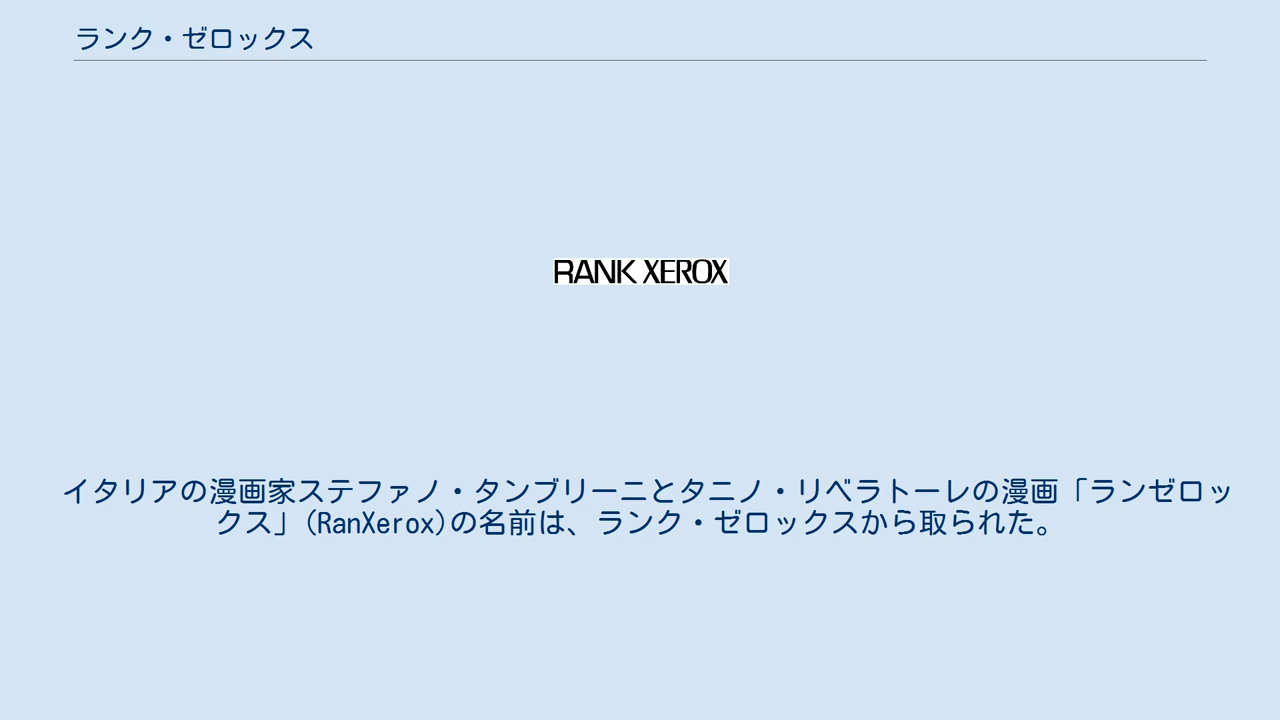 ランク・ゼロックス
RANK XEROX
イタリアの漫画家ステファノ・タンブリーニとタニノ・リベラトーレの漫画「ランゼロッ
クス」(RanXerox)の名前は、ランク・ゼロックスから取られた。